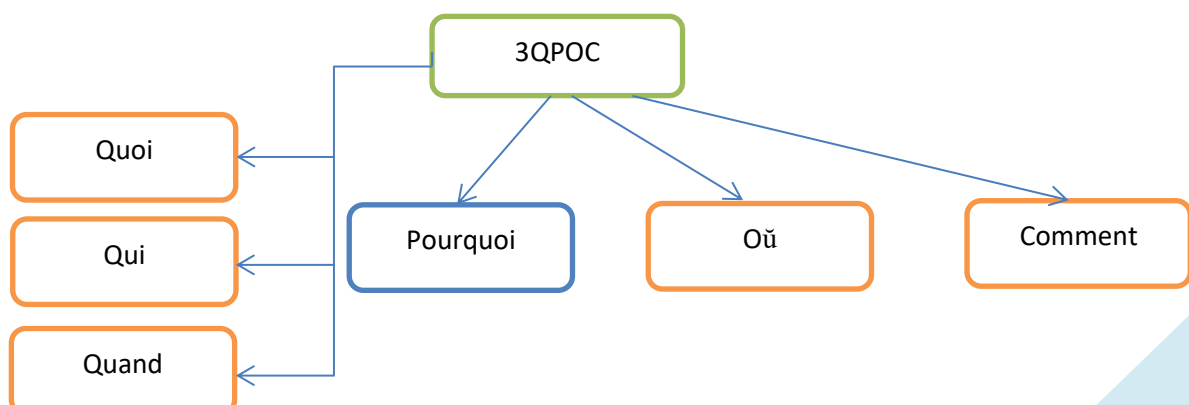 3QPOC
Quoi
Qui
Quand
Pourquoi
Oŭ
Comment